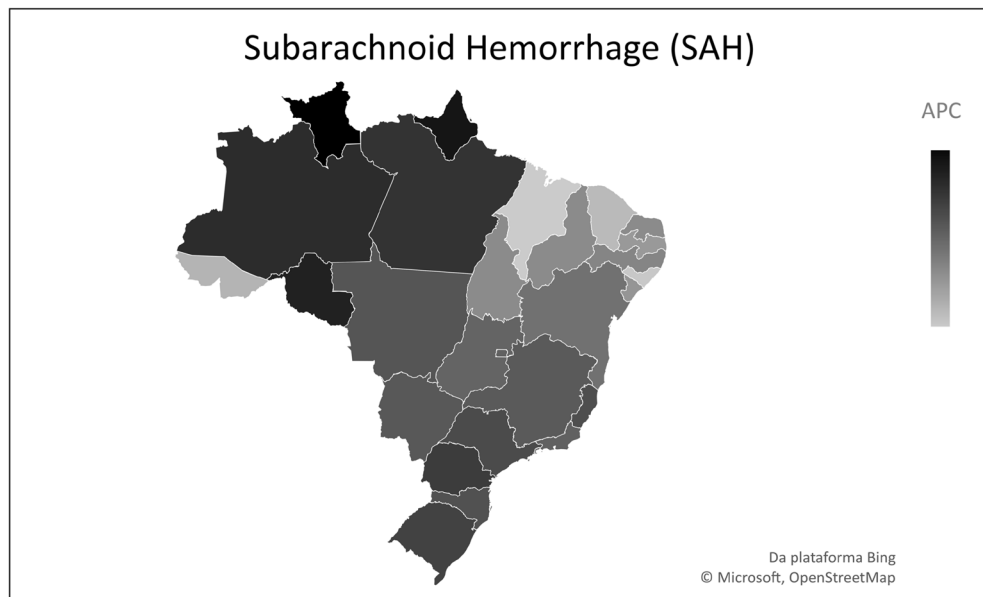 Subarachnoid Hemorrhage (SAH)
APC
Da plataforma Bing
© Microsoft, OpenStreetMap